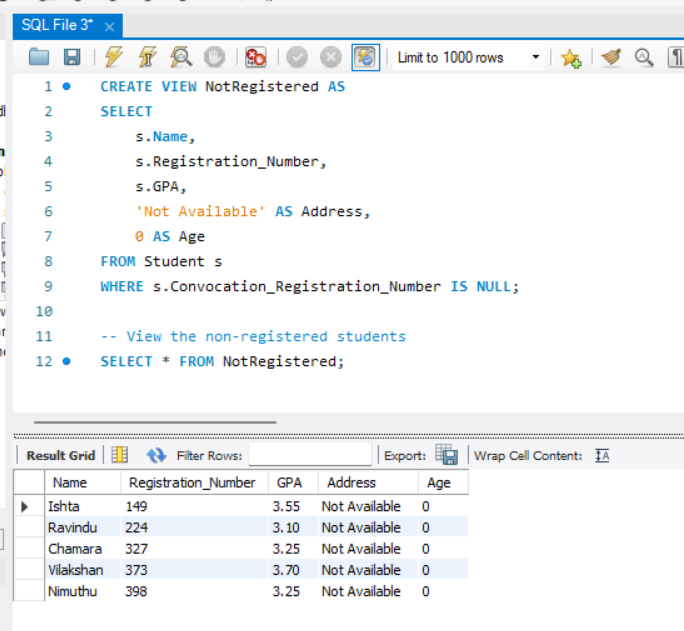 SQL File 3*
Limit to 1000 rows
1 CREATE VIEW NotRegistered AS
2 SELECT
3 s.Name,
4 s.Registration_Number,
5 s.GPA,
6 'Not Available' AS Address,
7 0 AS Age
8 FROM Student s
9 WHERE s.Convocation_Registration_Number IS NULL;
10
11 -- View the non-registered students
12 SELECT * FROM NotRegistered;
Result Grid Filter Rows: Export: Wrap Cell Content:
Name Registration_Number GPA Address Age
Ishta 149 3.55 Not Available 0
Ravindu 224 3.10 Not Available 0
Chamara 327 3.25 Not Available 0
Vilakshan 373 3.70 Not Available 0
Nimuthu 398 3.25 Not Available 0